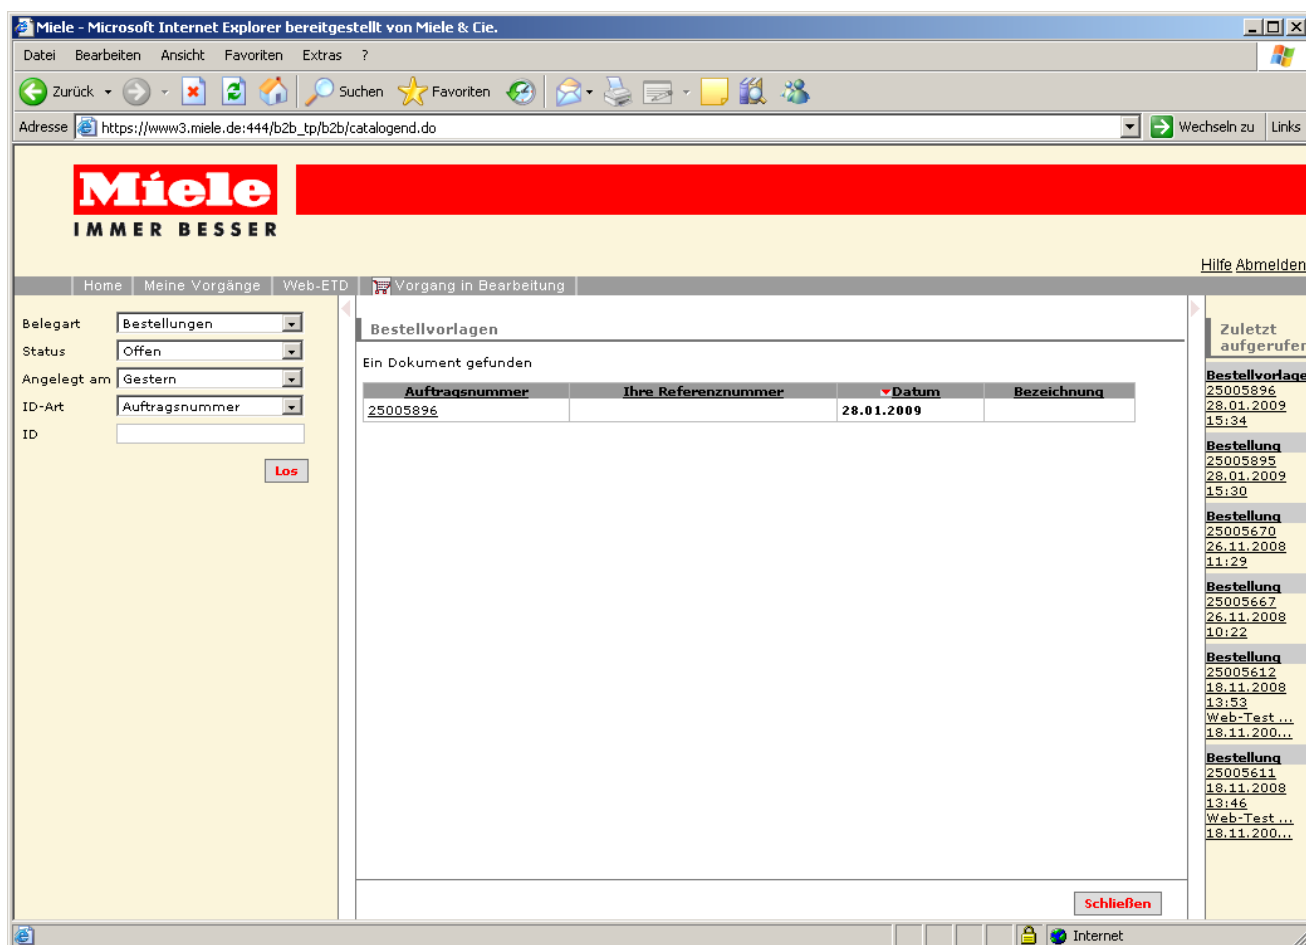 Miele - Microsoft Internet Explorer bereitgestellt von Miele & Cie.
Datei Bearbeiten Ansicht Favoriten Extras ?
Zurück Suchen Favoriten
Adresse https://www3.miele.de:444/b2b_tp/b2b/catalogend.do Wechseln zu Links
Miele
IMMER BESSER
Hilfe Abmelden
Home Meine Vorgänge Web-ETD Vorgang in Bearbeitung
Belegart Bestellungen
Status Offen
Angelegt am Gestern
ID-Art Auftragsnummer
ID
Los
Bestellvorlagen
Ein Dokument gefunden
Auftragsnummer Ihre Referenznummer Datum Bezeichnung
25005896 28.01.2009
Schließen
Zuletzt
aufgerufen
Bestellvorlage
25005896
28.01.2009
15:34
Bestellung
25005895
28.01.2009
15:30
Bestellung
25005670
26.11.2008
11:29
Bestellung
25005667
26.11.2008
10:22
Bestellung
25005612
18.11.2008
13:53
Web-Test ...
18.11.200...
Bestellung
25005611
18.11.2008
13:46
Web-Test ...
18.11.200...
Internet